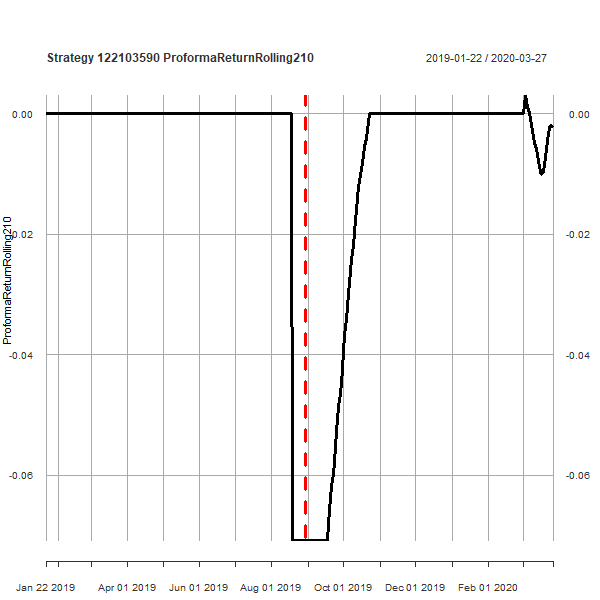 Strategy 122103590 ProformaReturnRolling210
2019-01-22 / 2020-03-27
ProformaReturnRolling210
0.00
-0.02
-0.04
-0.06
0.00
-0.02
-0.04
-0.06
Jan 22 2019 Apr 01 2019 Jun 01 2019 Aug 01 2019 Oct 01 2019 Dec 01 2019 Feb 01 2020